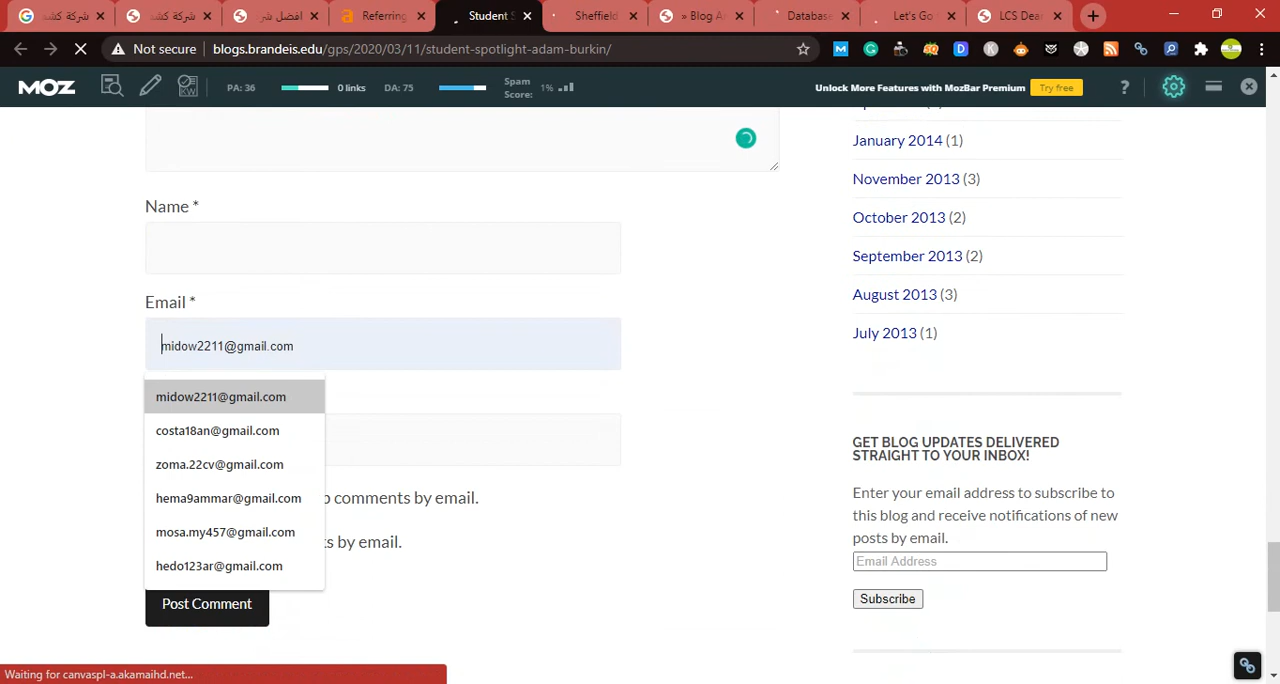 شركة كشف
شركة كشف
افضل شر
Referring
Student S
Sheffield
» Blog A
Database
Let's Go
LCS Dea
Not secure
blogs.brandeis.edu/gps/2020/03/11/student-spotlight-adam-burkin/
MOZ
PA: 36
0 links
DA: 75
Spam
Score:
1%
Unlock More Features with MozBar Premium
Try free
?
January 2014 (1)
Name *
November 2013 (3)
October 2013 (2)
September 2013 (2)
Email *
August 2013 (3)
July 2013 (1)
midow2211@gmail.com
midow2211@gmail.com
costa18an@gmail.com
zoma.22cv@gmail.com
hema9ammar@gmail.com
mosa.my457@gmail.com
hedo123ar@gmail.com
comments by email.
s by email.
Post Comment
GET BLOG UPDATES DELIVERED
STRAIGHT TO YOUR INBOX!
Enter your email address to subscribe to
this blog and receive notifications of new
posts by email.
Email Address
Subscribe
Waiting for canvaspl-a.akamaihd.net...